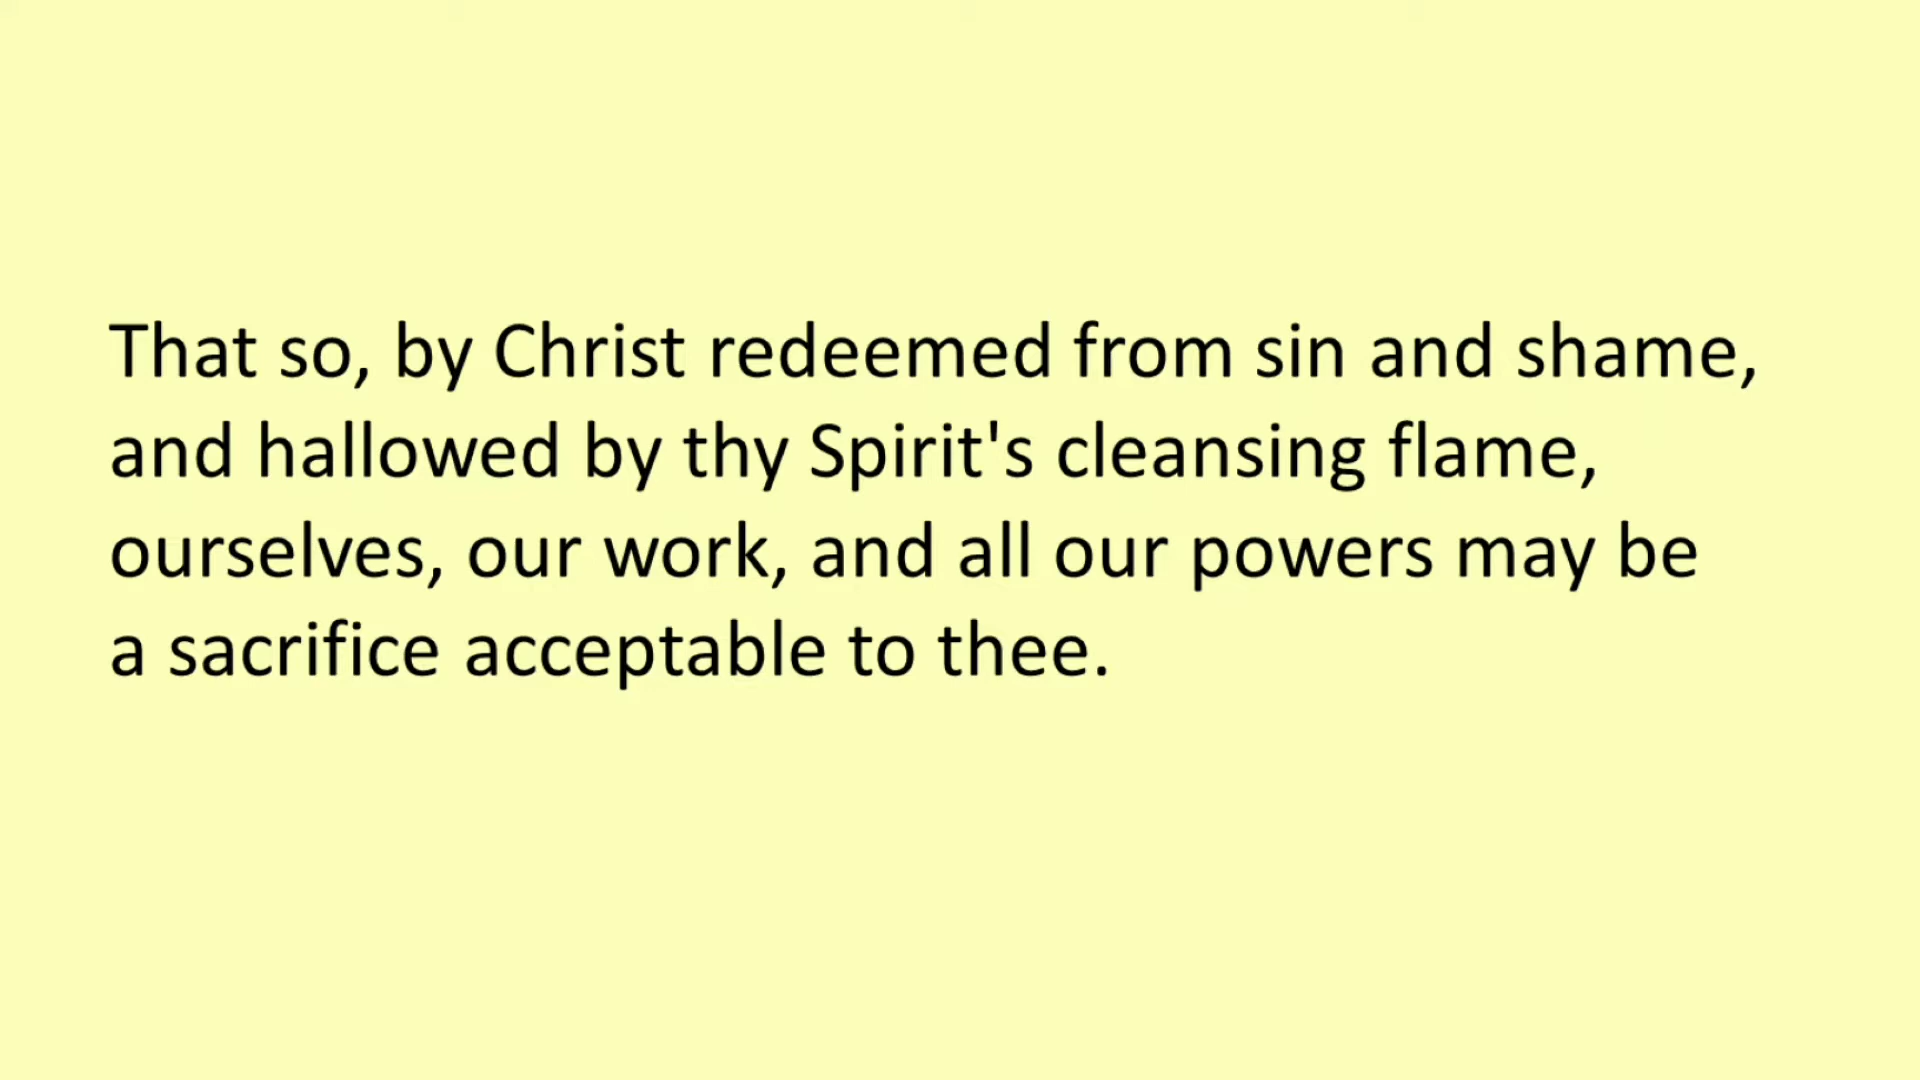 That so, by Christ redeemed from sin and shame,
and hallowed by thy Spirit's cleansing flame,
ourselves, our work, and all our powers may be
a sacrifice acceptable to thee.